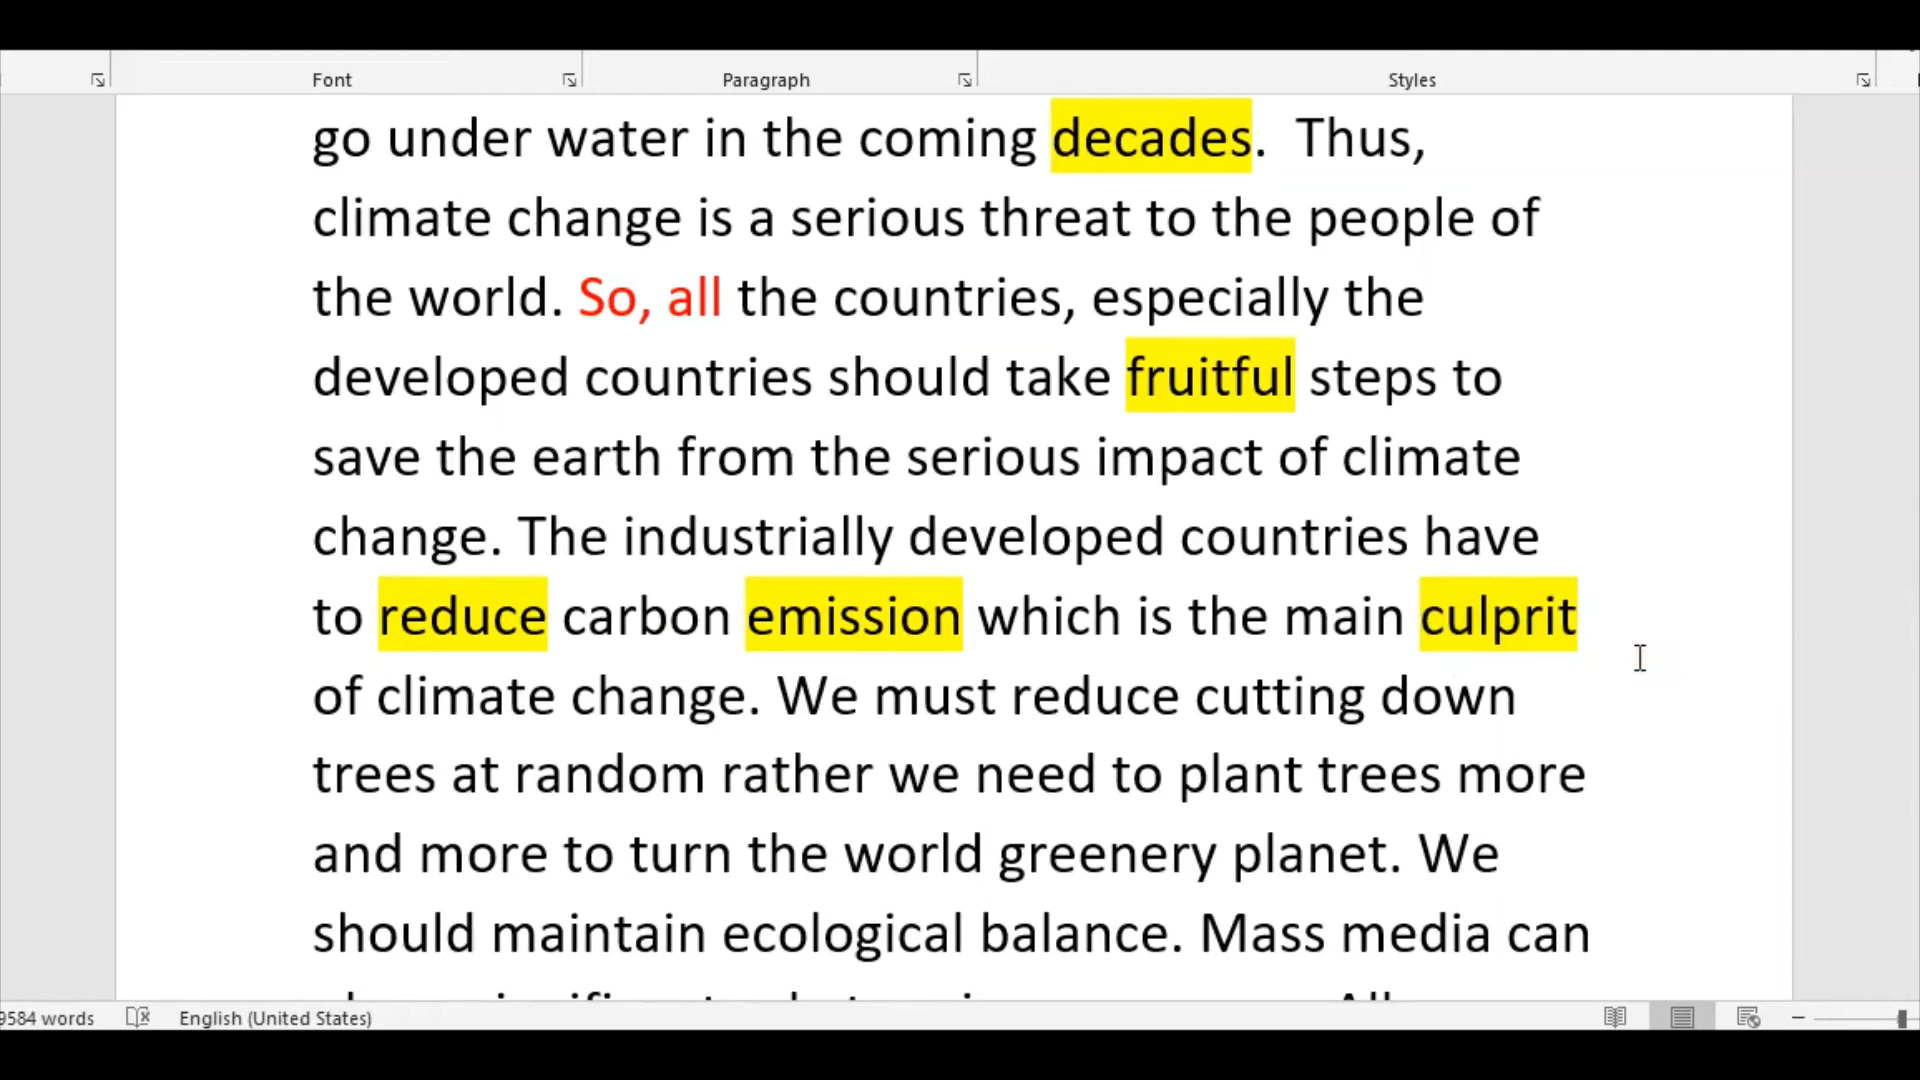 Font Paragraph Styles
go under water in the coming decades.  Thus,
climate change is a serious threat to the people of
the world. So, all the countries, especially the
developed countries should take fruitful steps to
save the earth from the serious impact of climate
change. The industrially developed countries have
to reduce carbon emission which is the main culprit
of climate change. We must reduce cutting down
trees at random rather we need to plant trees more
and more to turn the world greenery planet. We
should maintain ecological balance. Mass media can
9584 words English (United States)